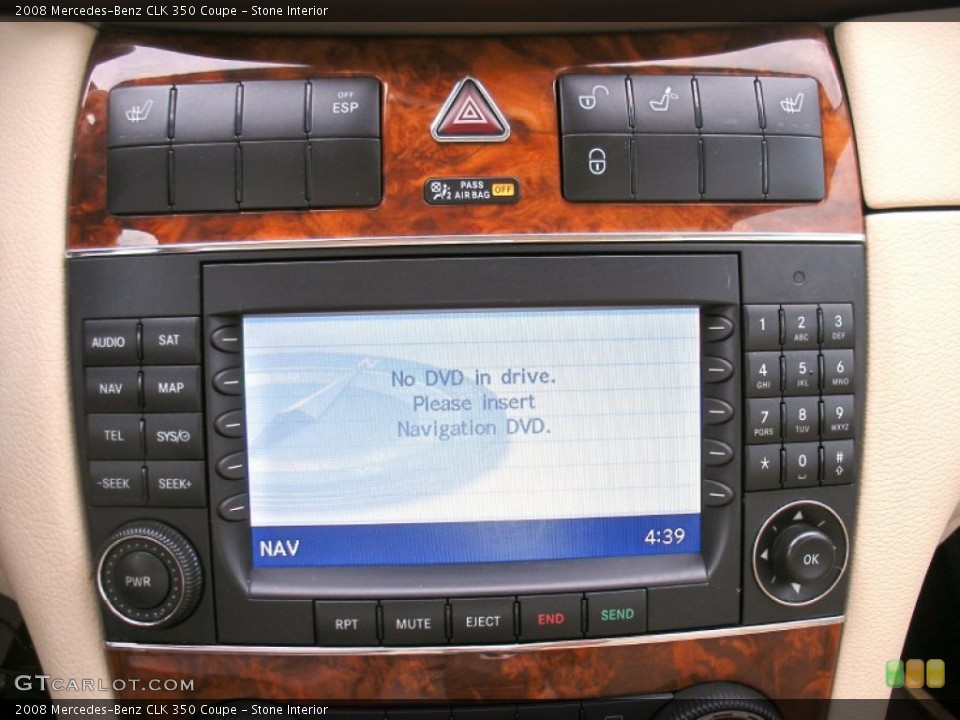 2008 Mercedes-Benz CLK 350 Coupe - Stone Interior
OFF
ESP
PASS
2 AIRBAG OFF
AUDIO SAT
NAV MAP
TEL SYS/
-SEEK SEEK+
PWR
No DVD in drive.
Please insert
Navigation DVD.
NAV 4:39
1 2 ABC 3 DEF
4 GHI 5 JKL 6 MNO
7 PQRS 8 TUV 9 WXYZ
* 0 #
OK
RPT MUTE EJECT END SEND
GTCARLOT.COM
2008 Mercedes-Benz CLK 350 Coupe - Stone Interior